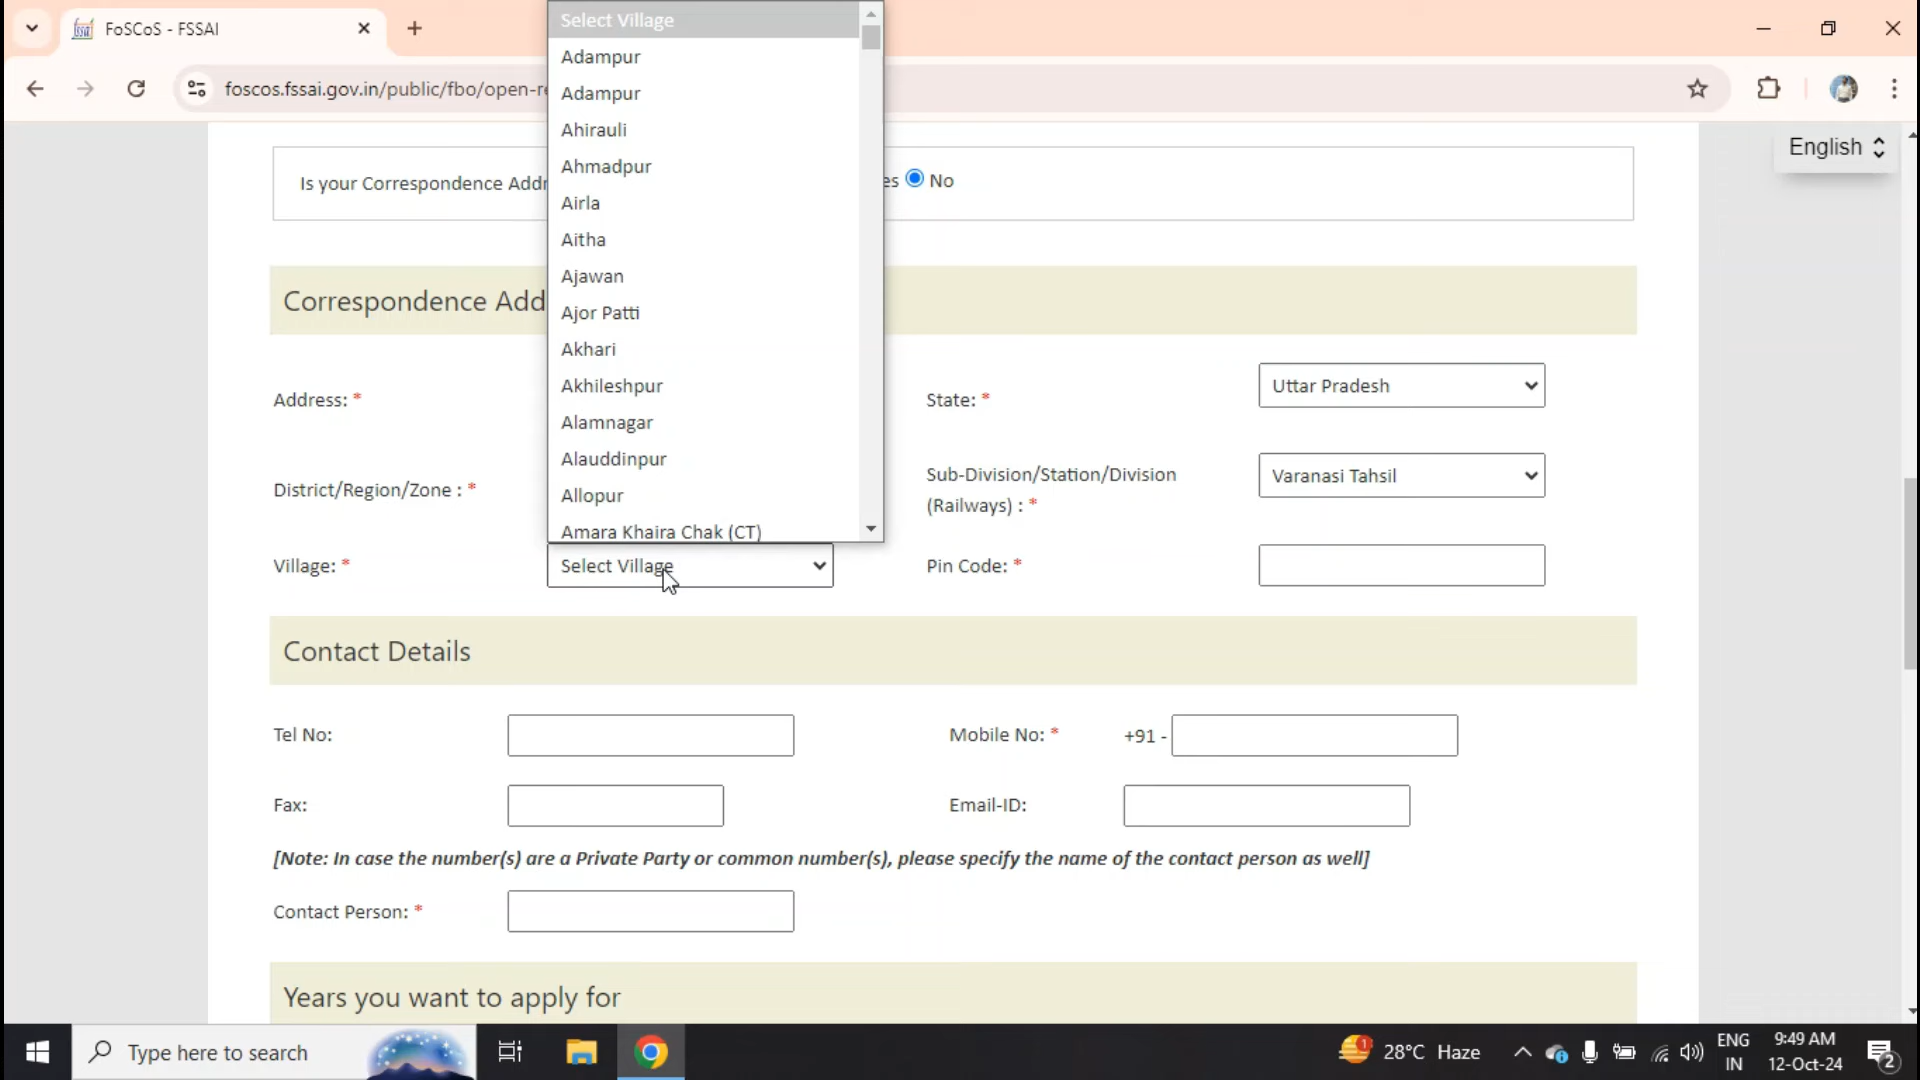 FoSCoS - FSSAI
foscos.fssai.gov.in/public/fbo/open-re
English
Select Village
Adampur
Adampur
Ahirauli
Ahmadpur
Airla
Aitha
Ajawan
Ajor Patti
Akhari
Akhileshpur
Alamnagar
Alauddinpur
Allopur
Amara Khaira Chak (CT)
Is your Correspondence Addr
es No
Correspondence Add
Address: *
State: * Uttar Pradesh
District/Region/Zone : *
Sub-Division/Station/Division
(Railways) : *
Varanasi Tahsil
Village: * Select Village
Pin Code: *
Contact Details
Tel No:
Mobile No: * +91 -
Fax:
Email-ID:
[Note: In case the number(s) are a Private Party or common number(s), please specify the name of the contact person as well]
Contact Person: *
Years you want to apply for
Type here to search
28°C Haze
ENG
IN
9:49 AM
12-Oct-24
2